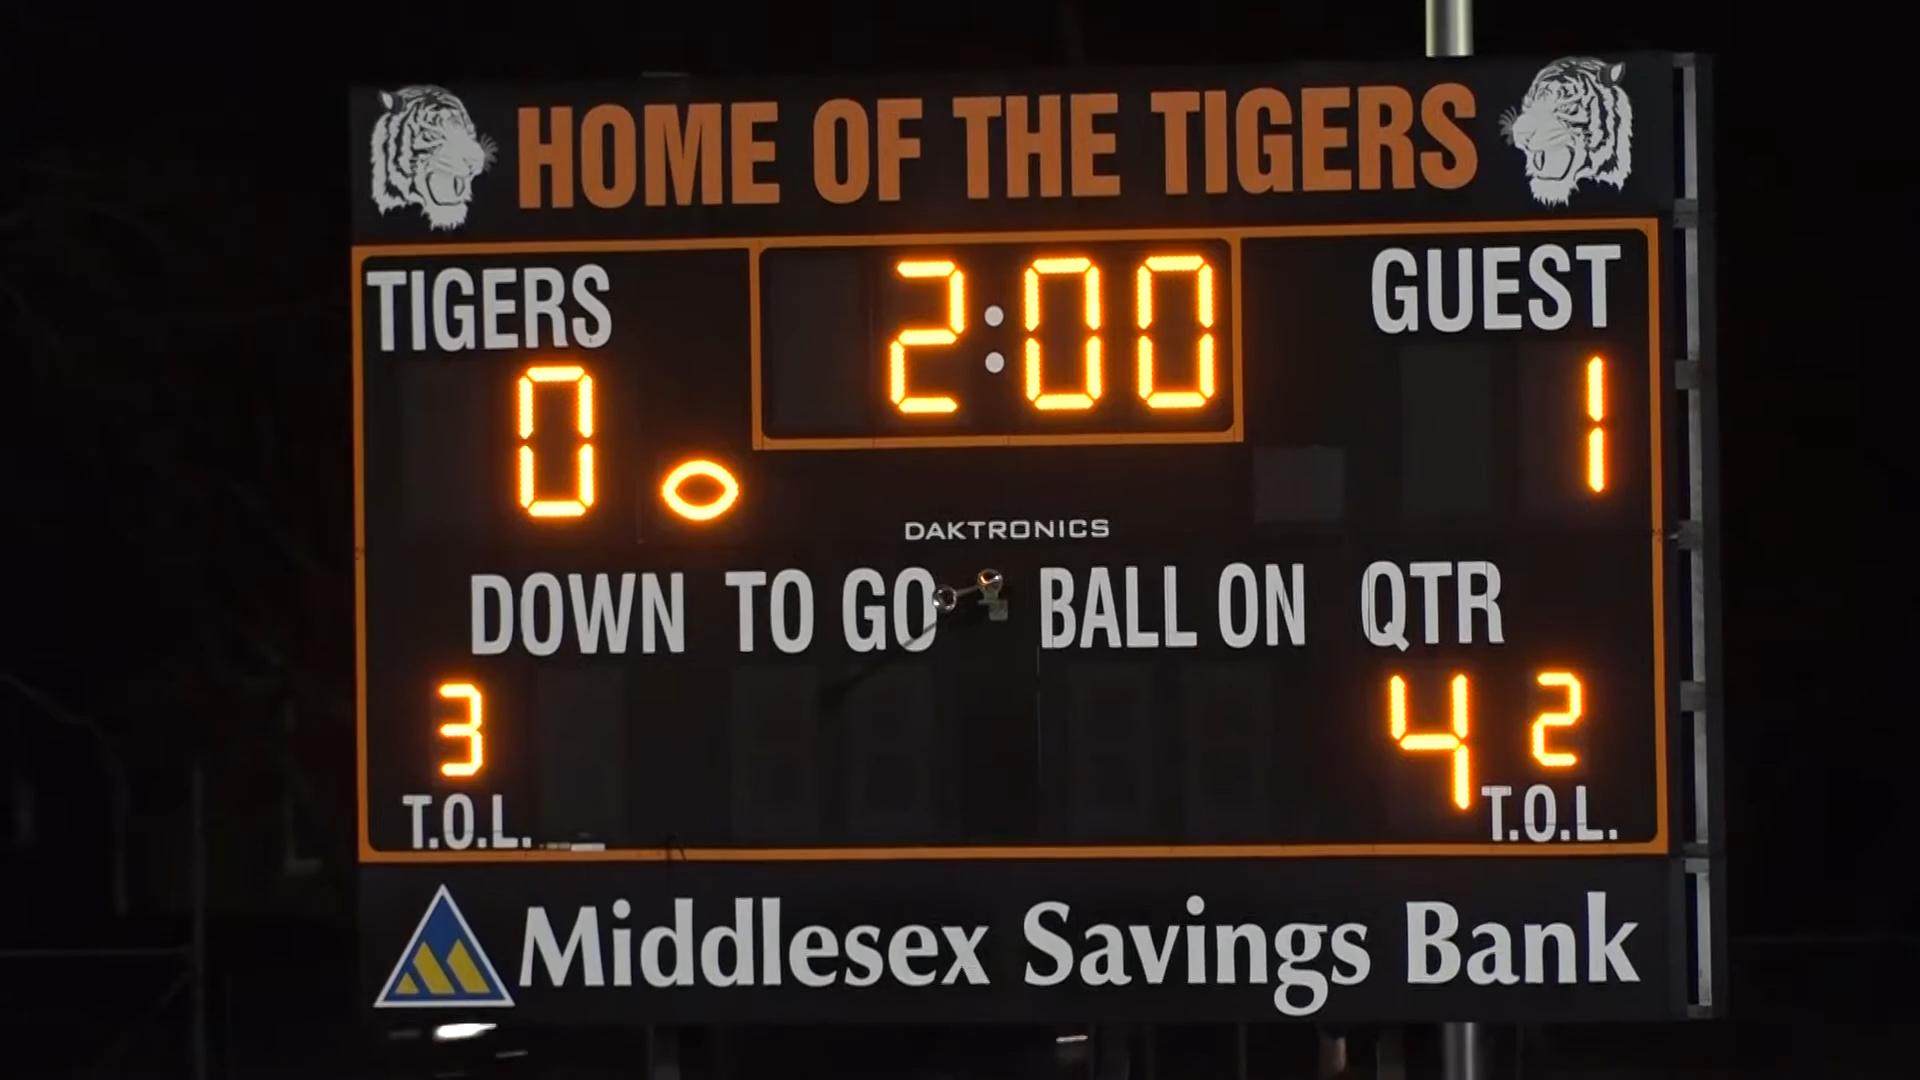 HOME OF THE TIGERS
TIGERS 2:00 GUEST
0 1
DAKTRONICS
DOWN TO GO BALL ON QTR
3 4 2
T.O.L. T.O.L.
Middlesex Savings Bank